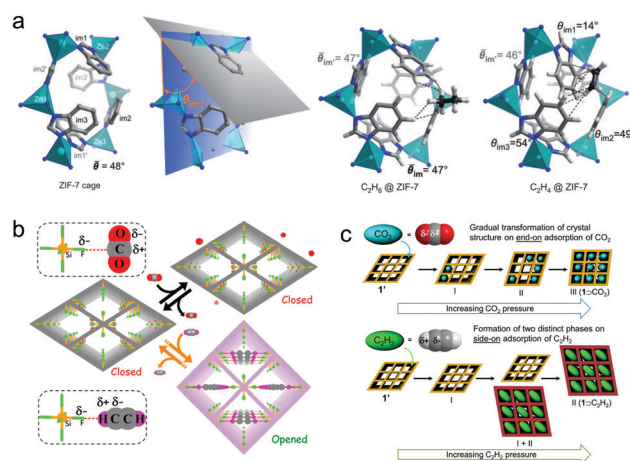 a
im1
Zn2
im2'
im3'
Zn1
im3
im2
Zn3
im1'
θ̄ = 48°
ZIF-7 cage
θim1
θ̄im' = 47°
θ̄im = 47°
C2H6 @ ZIF-7
θim1=14°
θ̄im' = 46°
θim2=49
θim3=54°
C2H4 @ ZIF-7
b
δ-
Si
F
O
C
O
δ-
δ+
δ-
Closed
Closed
Opened
δ+ δ-
δ-
Si
F
H C C H
c
CO2
=
δ-
δ+
Gradual transformation of crystal
structure on end-on adsorption of CO2
1'
I
II
III (1⊃CO2)
Increasing CO2 pressure
C2H2
=
δ+ δ-
Formation of two distinct phases on
side-on adsorption of C2H2
1'
I
I + II
II (1⊃C2H2)
Increasing C2H2 pressure